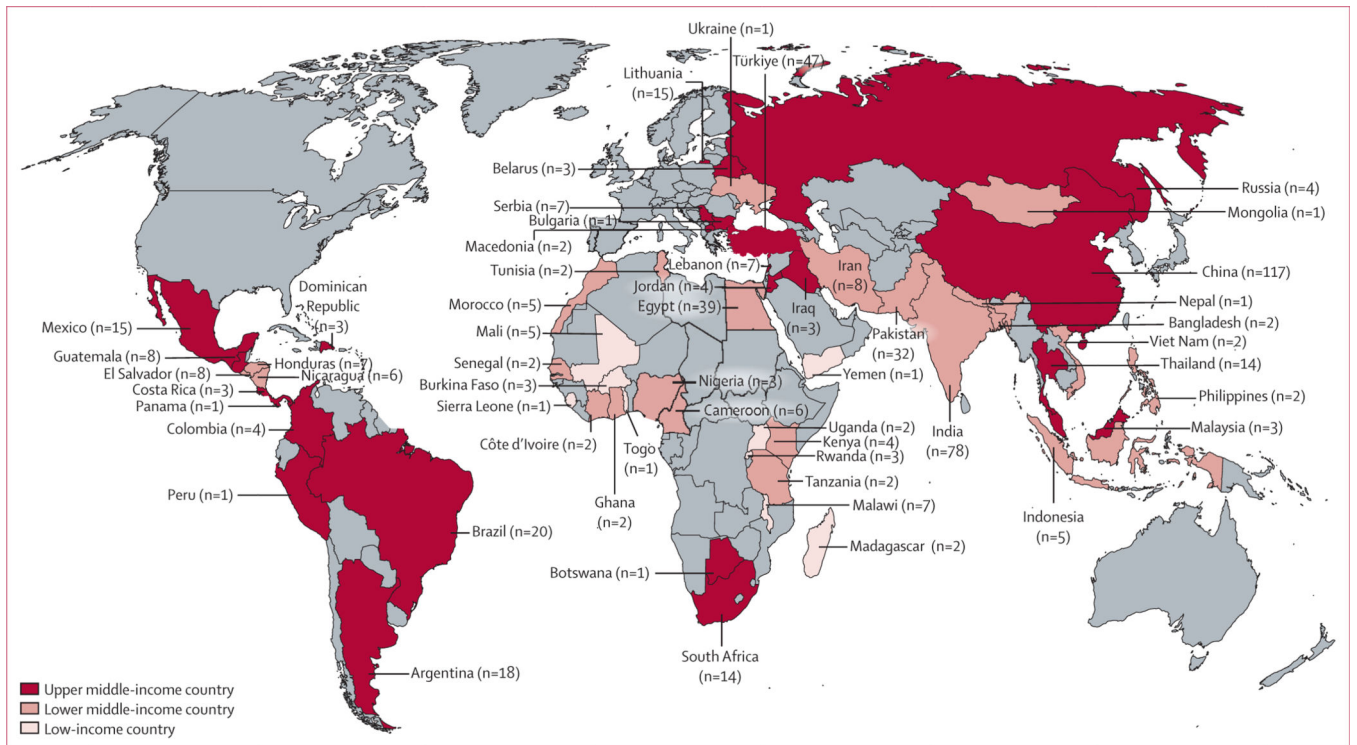 Ukraine (n=1)
Türkiye (n=47)
Lithuania
(n=15)
Belarus (n=3)
Serbia (n=7)
Bulgaria (n=1)
Macedonia (n=2)
Tunisia (n=2)
Morocco (n=5)
Mali (n=5)
Senegal (n=2)
Burkina Faso (n=3)
Sierra Leone (n=1)
Côte d'Ivoire
(n=2)
Togo
(n=1)
Ghana
(n=2)
Lebanon (n=7)
Jordan (n=4)
Egypt (n=39)
Iraq
(n=3)
Iran
(n=8)
Pakistan
(n=32)
Yemen (n=1)
Nigeria (n=3)
Cameroon (n=6)
Uganda (n=2)
Kenya (n=4)
Rwanda (n=3)
Tanzania (n=2)
Malawi (n=7)
Madagascar (n=2)
Botswana (n=1)
South Africa
(n=14)
India
(n=78)
Russia (n=4)
Mongolia (n=1)
China (n=117)
Nepal (n=1)
Bangladesh (n=2)
Viet Nam (n=2)
Thailand (n=14)
Philippines (n=2)
Malaysia (n=3)
Indonesia
(n=5)
Dominican
Republic
(n=3)
Mexico (n=15)
Guatemala (n=8)
Honduras (n=7)
El Salvador (n=8)
Nicaragua (n=6)
Costa Rica (n=3)
Panama (n=1)
Colombia (n=4)
Peru (n=1)
Brazil (n=20)
Argentina (n=18)
Upper middle-income country
Lower middle-income country
Low-income country